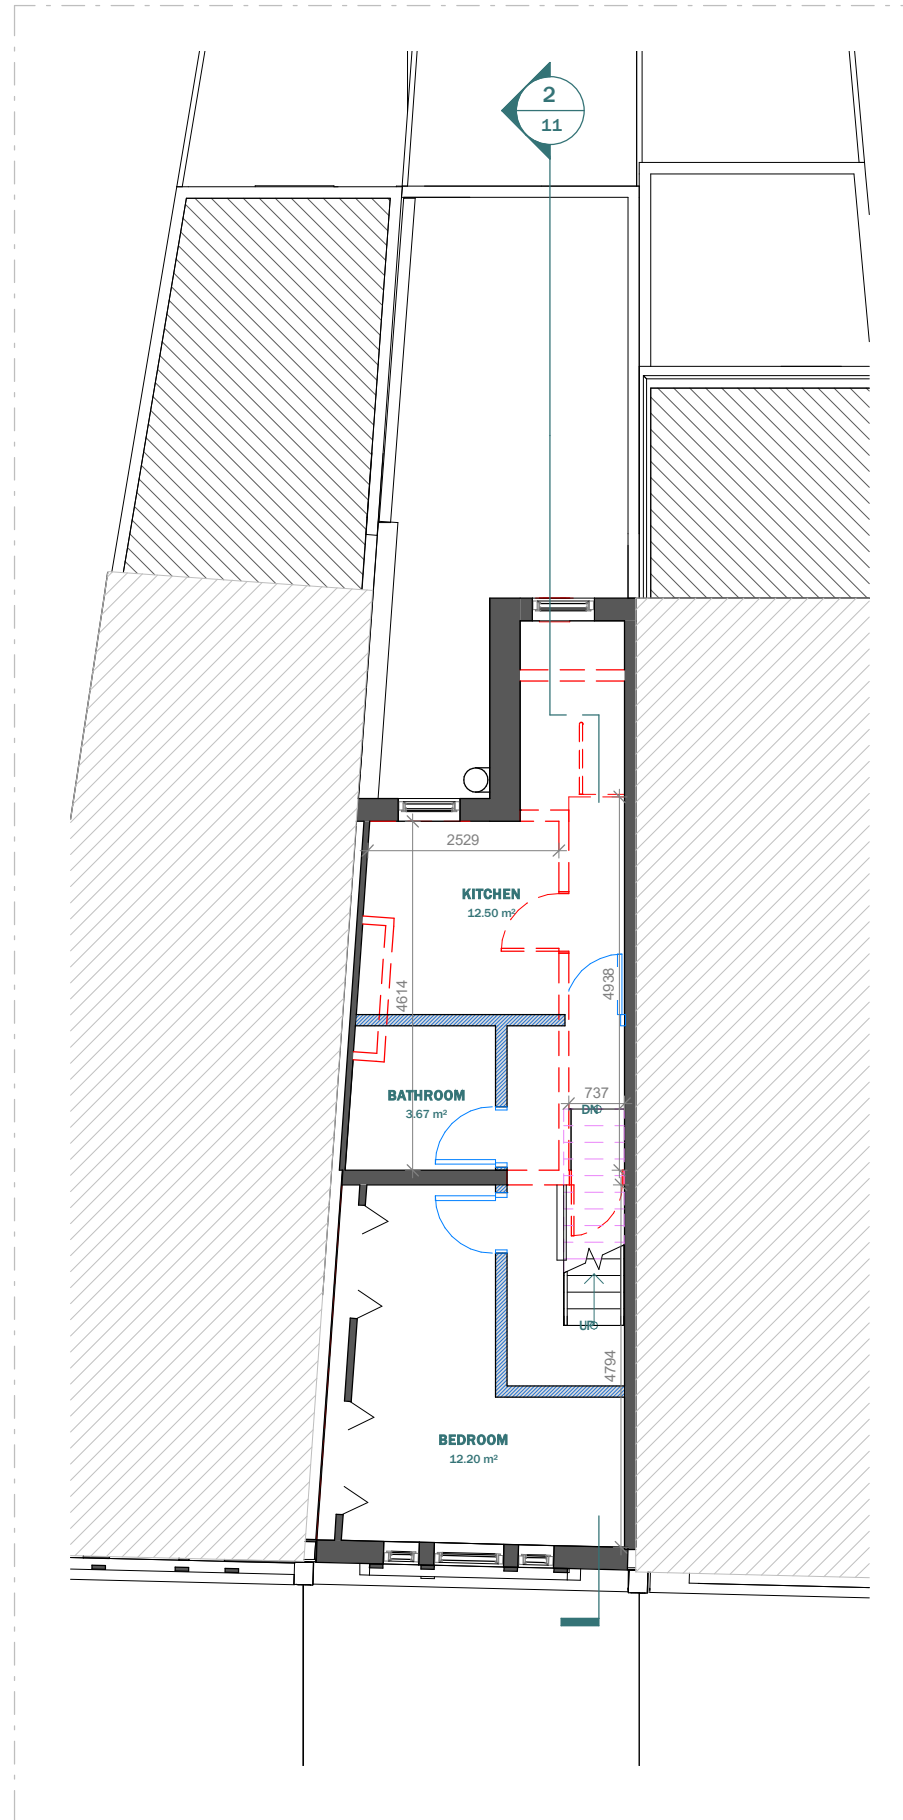 2
11
2529
KITCHEN
12.50 m²
4614
4938
BATHROOM
3.67 m²
737
DN
UP
4794
BEDROOM
12.20 m²